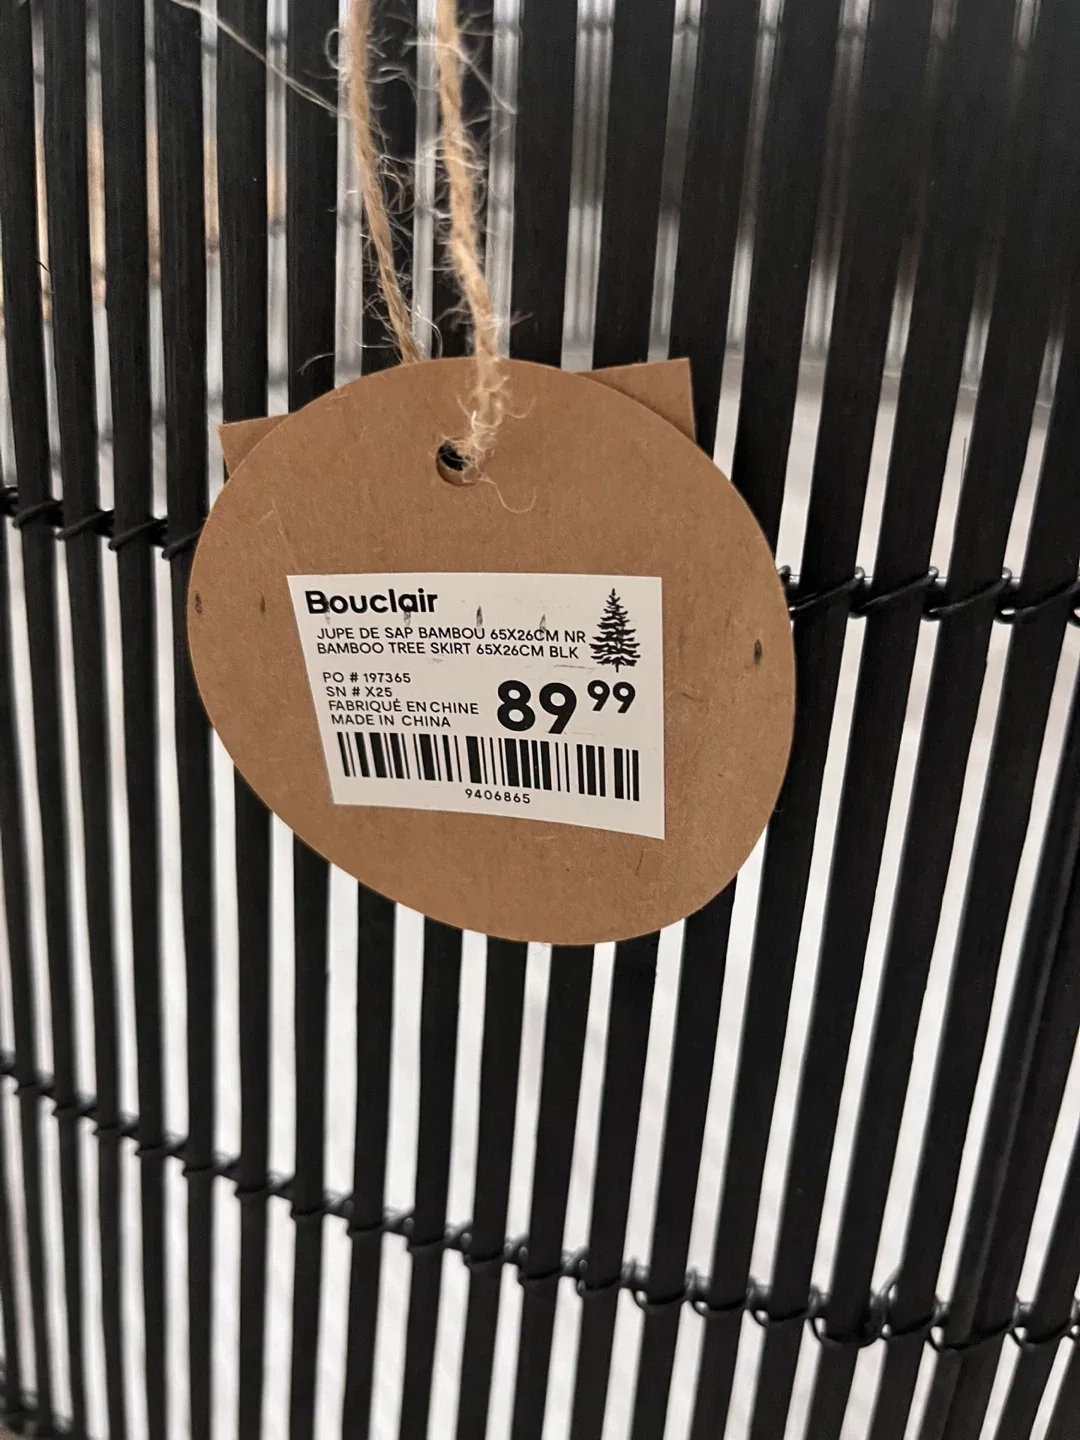 Bouclair
JUPE DE SAP BAMBOU 65X26CM NR
BAMBOO TREE SKIRT 65X26CM BLK
PO # 197365
SN # X25
FABRIQUÉ EN CHINE
MADE IN CHINA
89 99
9406865